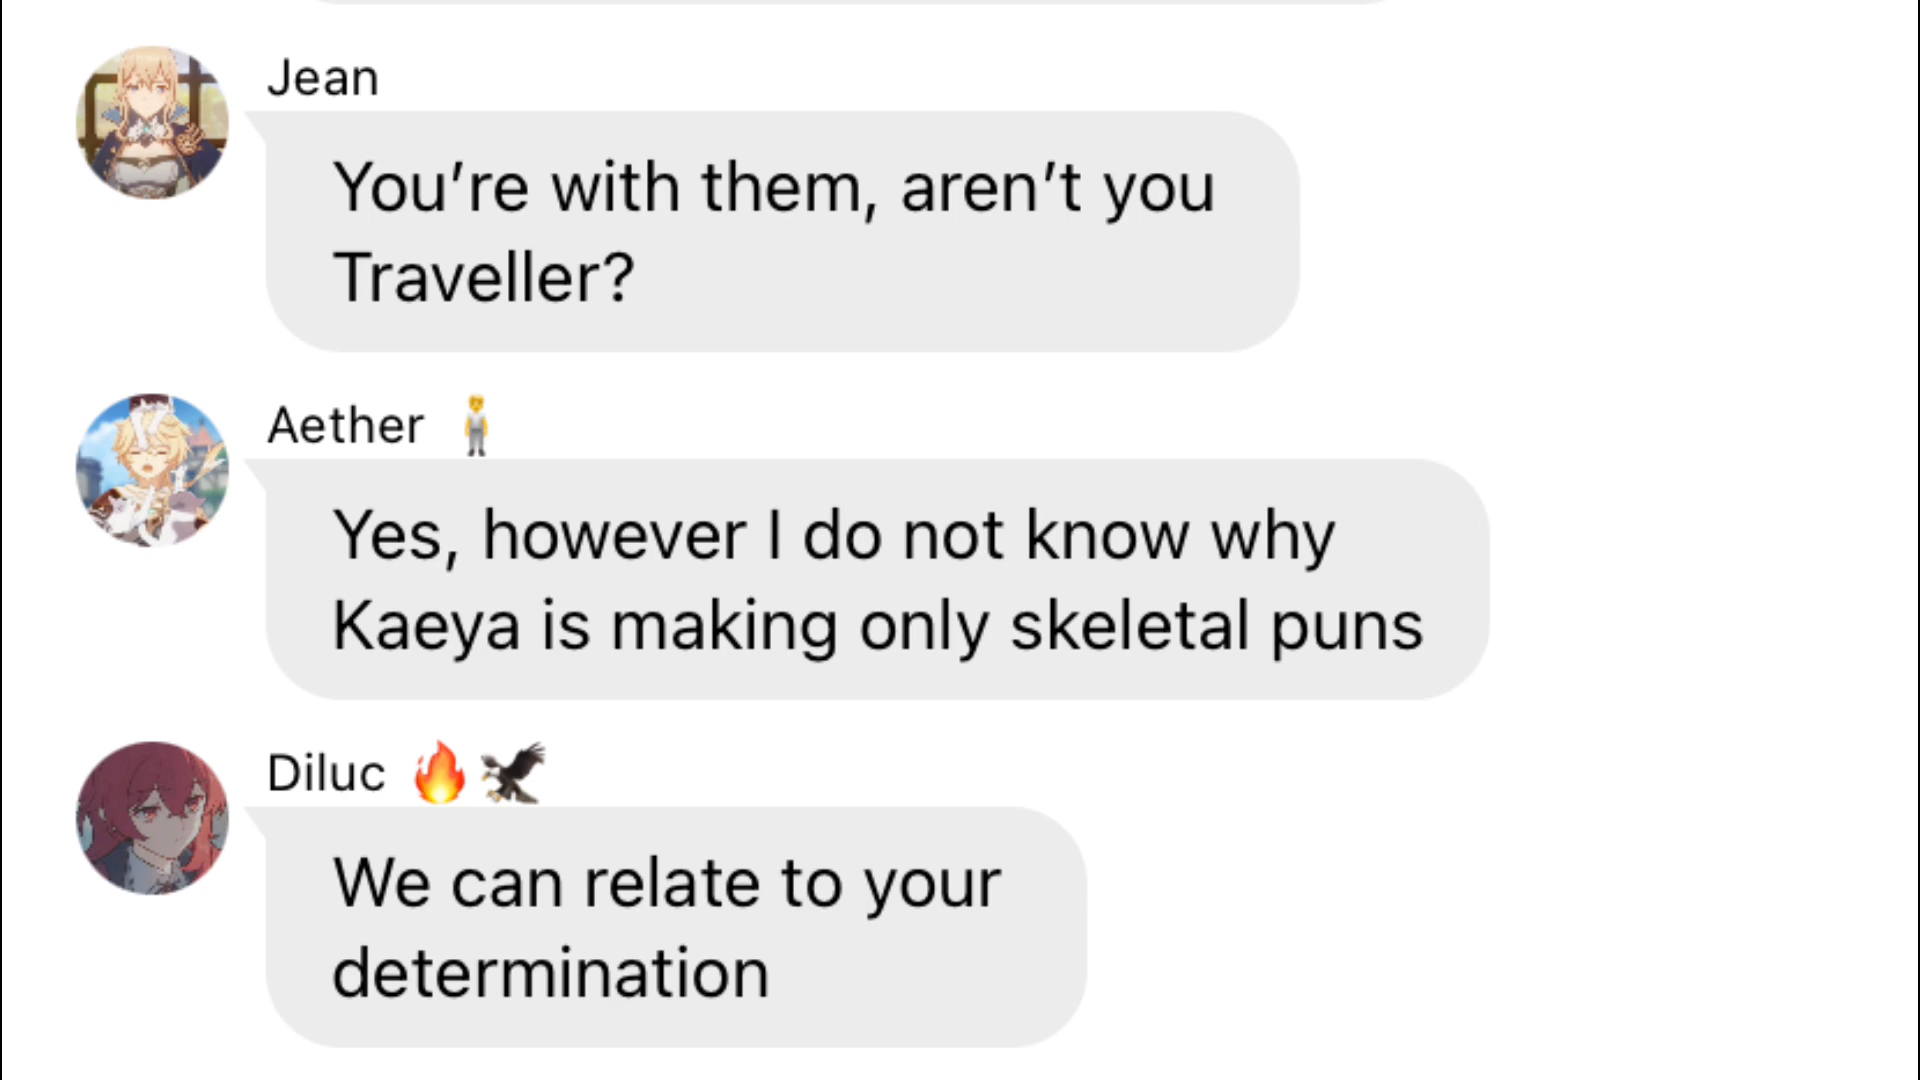 Jean
You’re with them, aren’t you
Traveller?
Aether 🧍
Yes, however I do not know why
Kaeya is making only skeletal puns
Diluc 🔥🦅
We can relate to your
determination